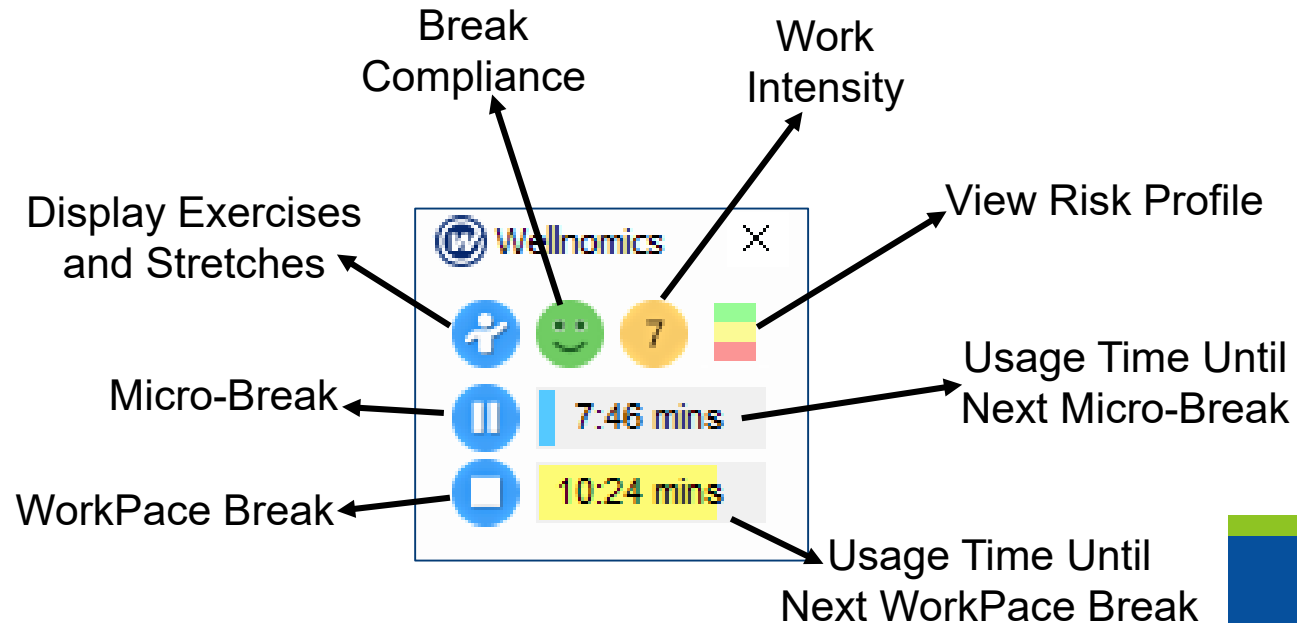 Break
Compliance
Work
Intensity
Display Exercises
and Stretches
View Risk Profile
Wellnomics
7
Micro-Break
7:46 mins
Usage Time Until
Next Micro-Break
WorkPace Break
10:24 mins
Usage Time Until
Next WorkPace Break